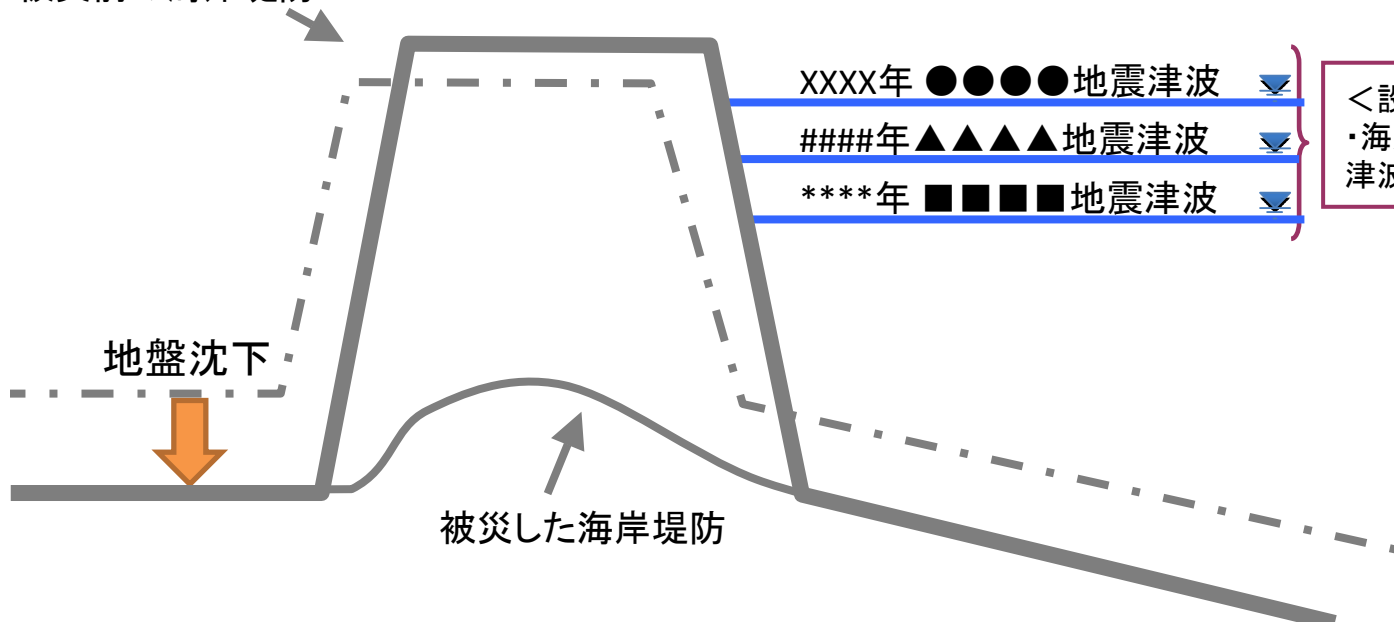 XXXX年 ●●●●地震津波
####年▲▲▲▲地震津波
****年 ■■■■地震津波
＜設
・海
津波
地盤沈下
被災した海岸堤防